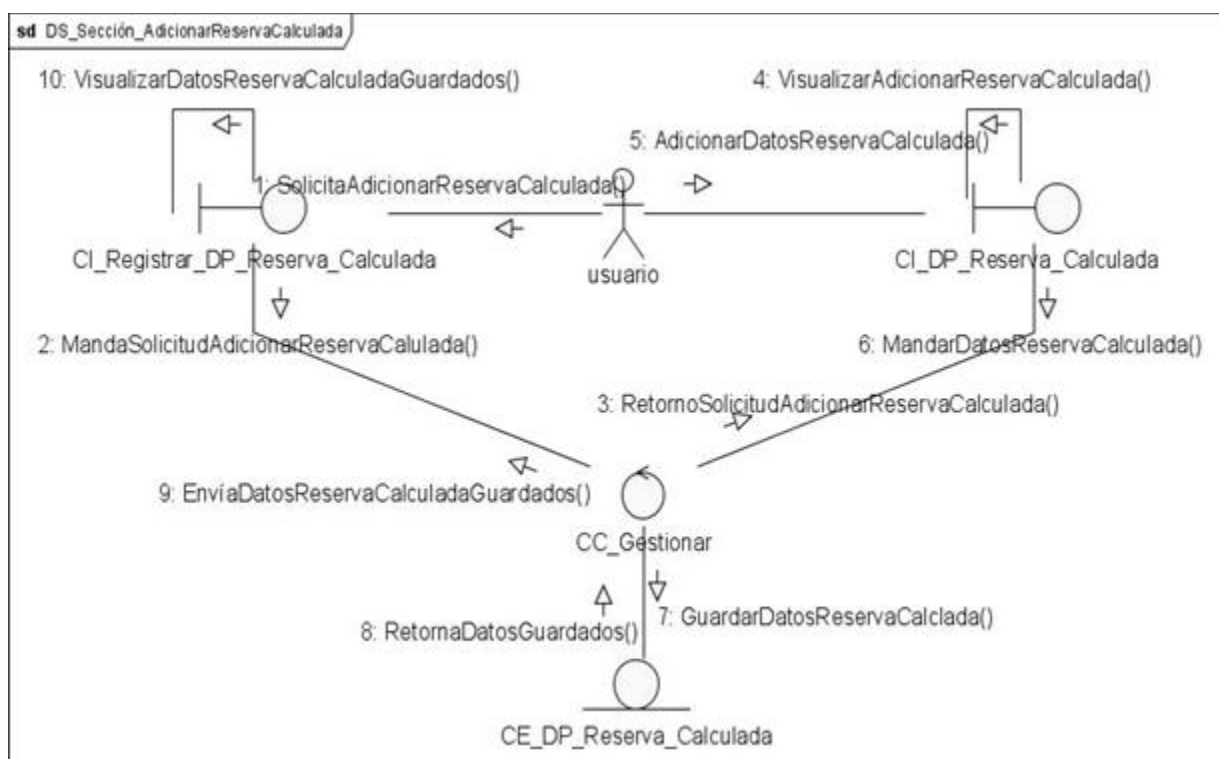 sd DS_Sección_AdicionarReservaCalculada
10: VisualizarDatosReservaCalculadaGuardados()
4: VisualizarAdicionarReservaCalculada()
5: AdicionarDatosReservaCalculada()
1: SolicitaAdicionarReservaCalculada()
CI_Registrar_DP_Reserva_Calculada
usuario
CI_DP_Reserva_Calculada
2: MandaSolicitudAdicionarReservaCalulada()
6: MandarDatosReservaCalculada()
3: RetornoSolicitudAdicionarReservaCalculada()
9: EnvíaDatosReservaCalculadaGuardados()
CC_Gestionar
7: GuardarDatosReservaCalclada()
8: RetornaDatosGuardados()
CE_DP_Reserva_Calculada